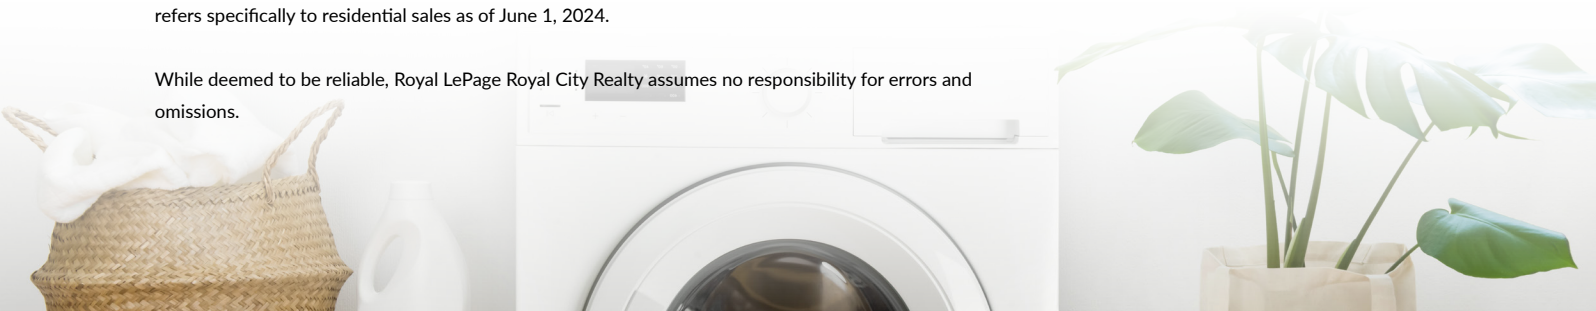 refers specifically to residential sales as of June 1, 2024.
While deemed to be reliable, Royal LePage Royal City Realty assumes no responsibility for errors and
omissions.